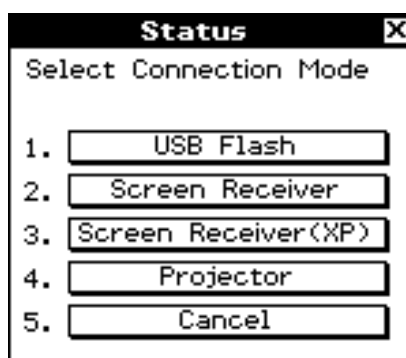 Status X
Select Connection Mode
1. USB Flash
2. Screen Receiver
3. Screen Receiver(XP)
4. Projector
5. Cancel